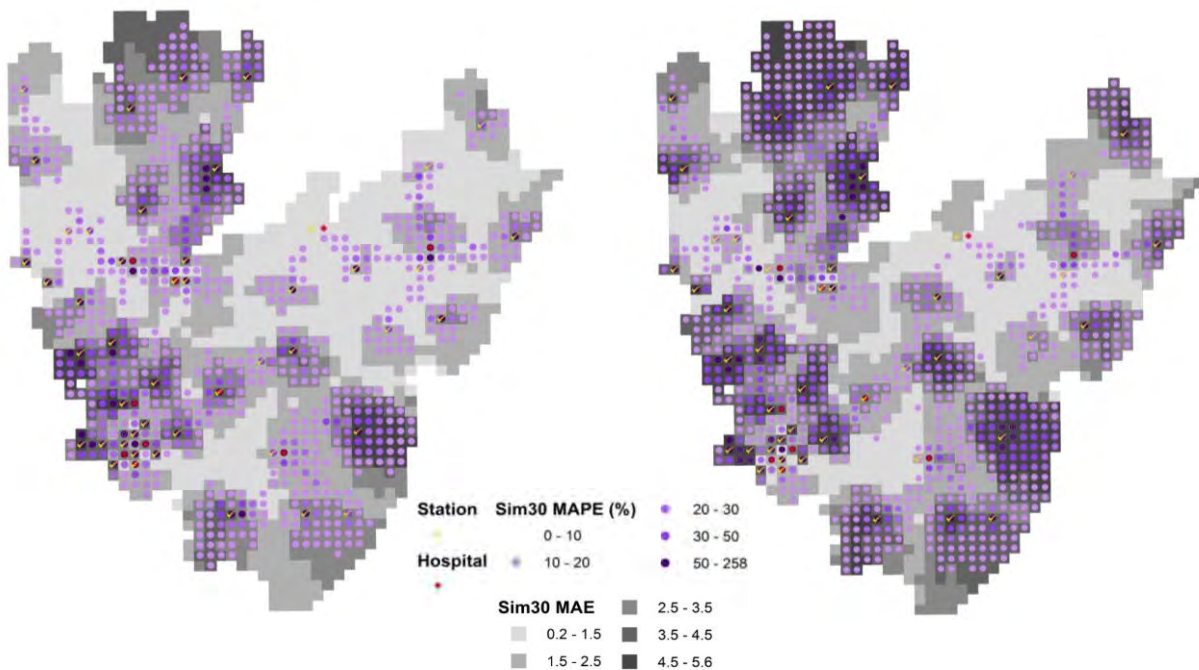 Station Sim30 MAPE (%) 20 - 30
0 - 10 30 - 50
Hospital 10 - 20 50 - 258
Sim30 MAE 2.5 - 3.5
0.2 - 1.5 3.5 - 4.5
1.5 - 2.5 4.5 - 5.6